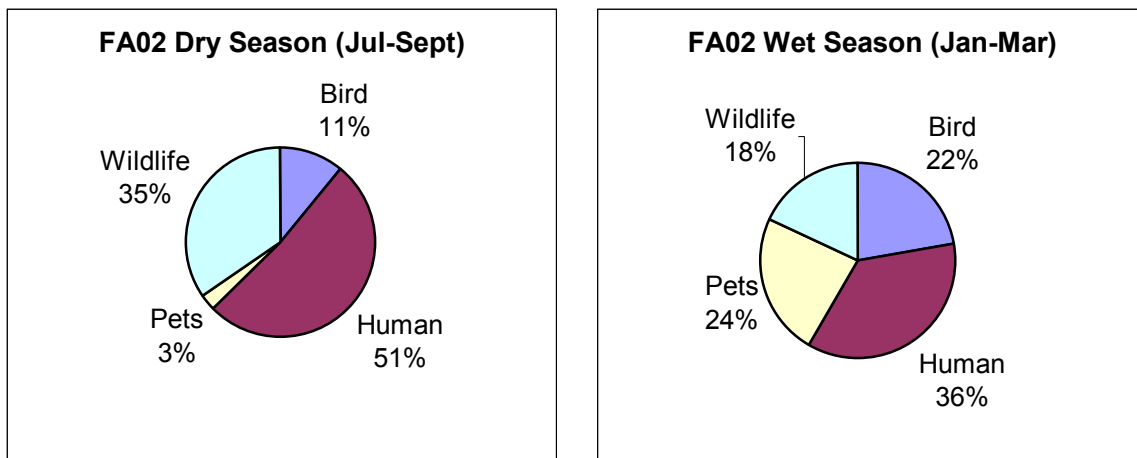 FA02 Dry Season (Jul-Sept)
Bird
11%
Wildlife
35%
Pets
3%
Human
51%
FA02 Wet Season (Jan-Mar)
Wildlife
18%
Bird
22%
Pets
24%
Human
36%